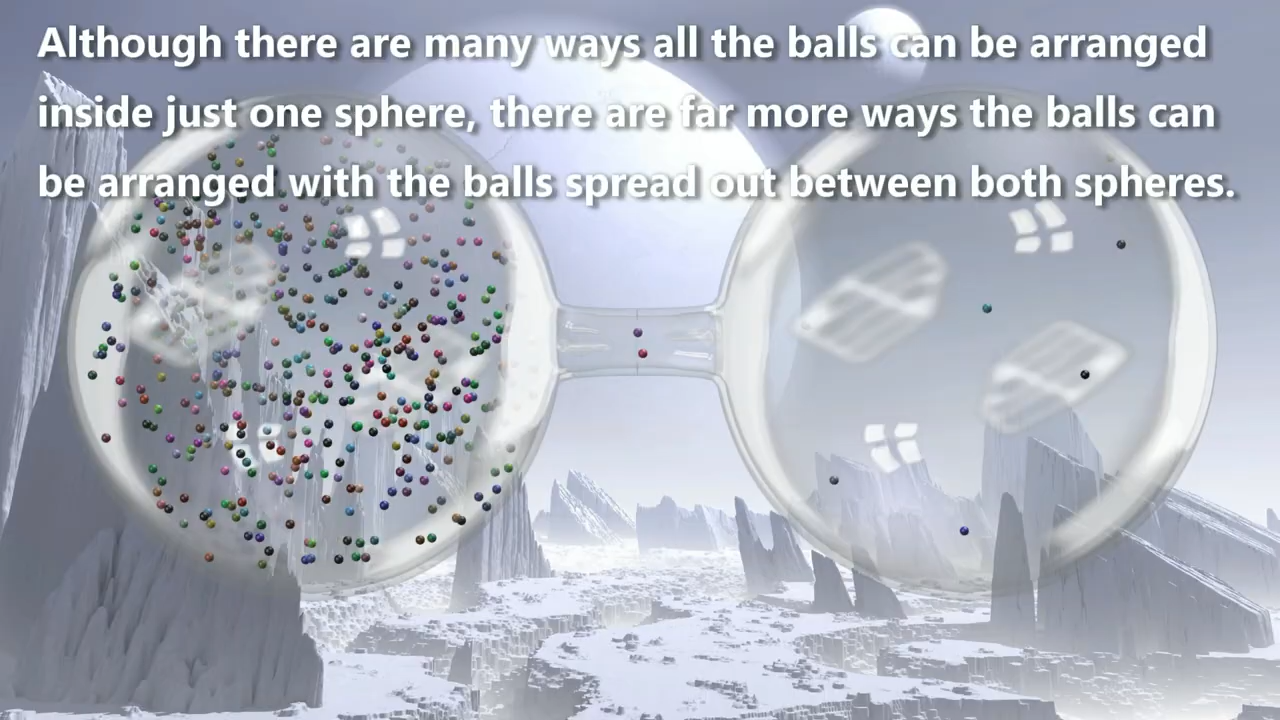 Although there are many ways all the balls can be arranged
inside just one sphere, there are far more ways the balls can
be arranged with the balls spread out between both spheres.